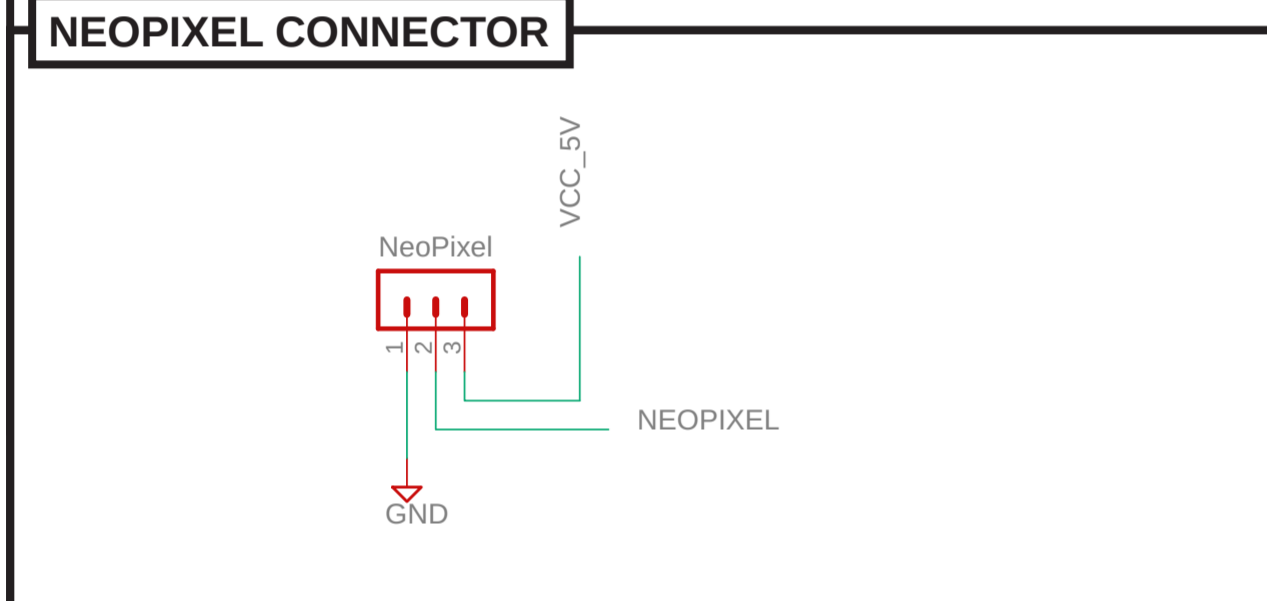 NEOPIXEL CONNECTOR
VCC_5V
NeoPixel
1
2
3
NEOPIXEL
GND